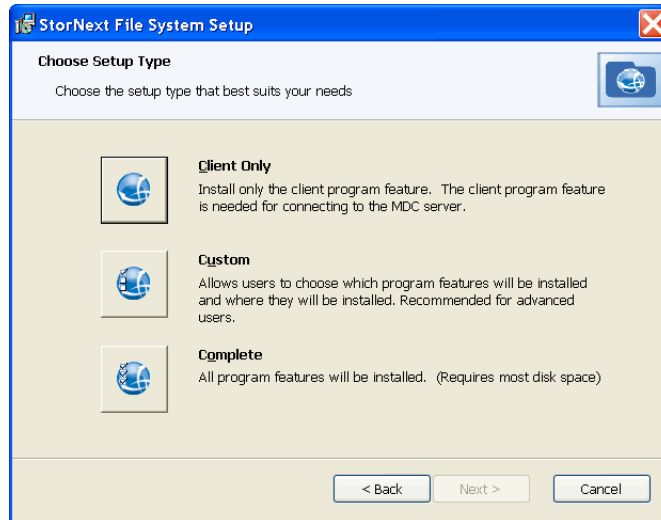 StorNext File System Setup
Choose Setup Type
Choose the setup type that best suits your needs
Client Only
Install only the client program feature. The client program feature
is needed for connecting to the MDC server.
Custom
Allows users to choose which program features will be installed
and where they will be installed. Recommended for advanced
users.
Complete
All program features will be installed. (Requires most disk space)
< Back
Next >
Cancel